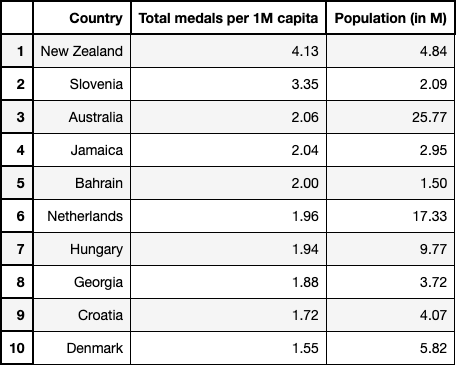 Country Total medals per 1M capita Population (in M)
1 New Zealand 4.13 4.84
2 Slovenia 3.35 2.09
3 Australia 2.06 25.77
4 Jamaica 2.04 2.95
5 Bahrain 2.00 1.50
6 Netherlands 1.96 17.33
7 Hungary 1.94 9.77
8 Georgia 1.88 3.72
9 Croatia 1.72 4.07
10 Denmark 1.55 5.82